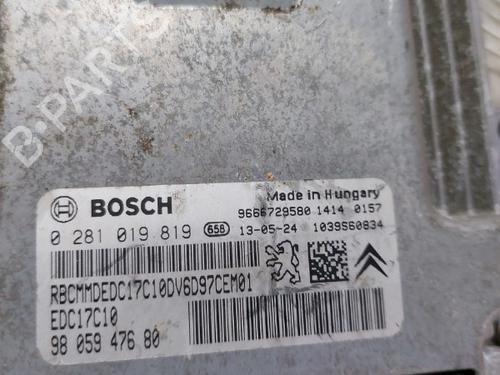 B-PARTS
BOSCH
Made in Hungary
9666729580 1414 0157
0 281 019 819 658 13-05-24 1039S60834
RBCMMDEDC17C10DV6D97CEM01
EDC17C10
98 059 476 80